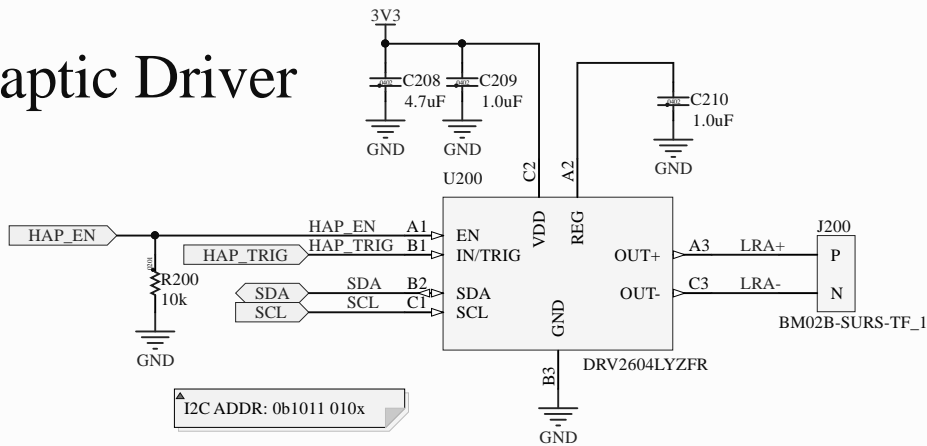 aptic Driver
3V3
C208
4.7uF
C209
1.0uF
C210
1.0uF
GND
GND
GND
U200
C2
A2
VDD
REG
HAP_EN
HAP_EN
A1
EN
HAP_TRIG
HAP_TRIG
B1
IN/TRIG
SDA
SDA
B2
SDA
SCL
SCL
C1
SCL
OUT+
A3
LRA+
OUT-
C3
LRA-
J200
P
N
BM02B-SURS-TF_1
R200
10k
GND
GND
B3
GND
DRV2604LYZFR
I2C ADDR: 0b1011 010x